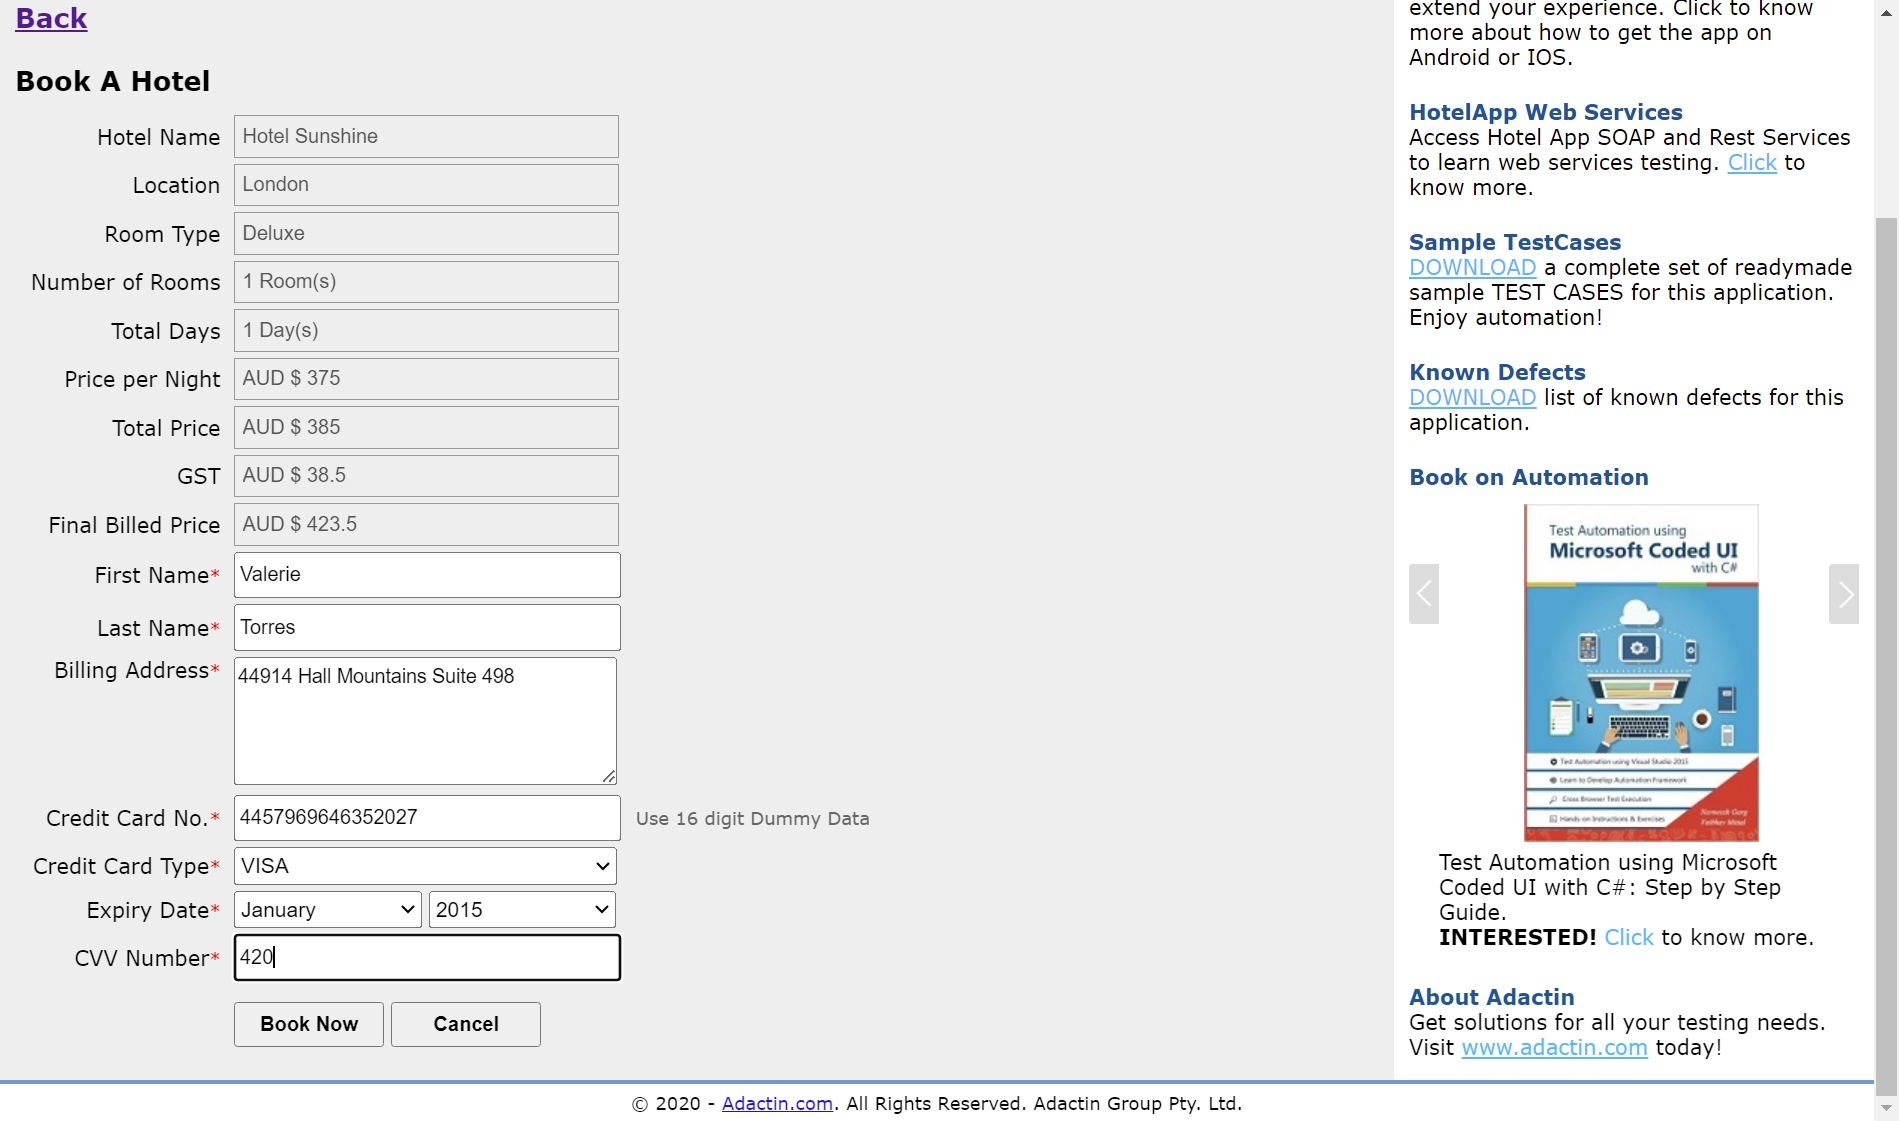 Back
Book A Hotel
Hotel Name Hotel Sunshine
Location London
Room Type Deluxe
Number of Rooms 1 Room(s)
Total Days 1 Day(s)
Price per Night AUD $ 375
Total Price AUD $ 385
GST AUD $ 38.5
Final Billed Price AUD $ 423.5
First Name* Valerie
Last Name* Torres
Billing Address* 44914 Hall Mountains Suite 498
Credit Card No.* 4457969646352027 Use 16 digit Dummy Data
Credit Card Type* VISA
Expiry Date* January 2015
CVV Number* 420
Book Now Cancel
extend your experience. Click to know
more about how to get the app on
Android or IOS.
HotelApp Web Services
Access Hotel App SOAP and Rest Services
to learn web services testing. Click to
know more.
Sample TestCases
DOWNLOAD a complete set of readymade
sample TEST CASES for this application.
Enjoy automation!
Known Defects
DOWNLOAD list of known defects for this
application.
Book on Automation
Test Automation using
Microsoft Coded UI
with C#
Test Automation using Visual Studio 2015
Learn to Develop Automation Framework
Cross Browser Test Execution
Hands-on Instructions & Exercises
Navneesh Garg
Test Automation using Microsoft
Coded UI with C#: Step by Step
Guide.
INTERESTED! Click to know more.
About Adactin
Get solutions for all your testing needs.
Visit www.adactin.com today!
© 2020 - Adactin.com. All Rights Reserved. Adactin Group Pty. Ltd.